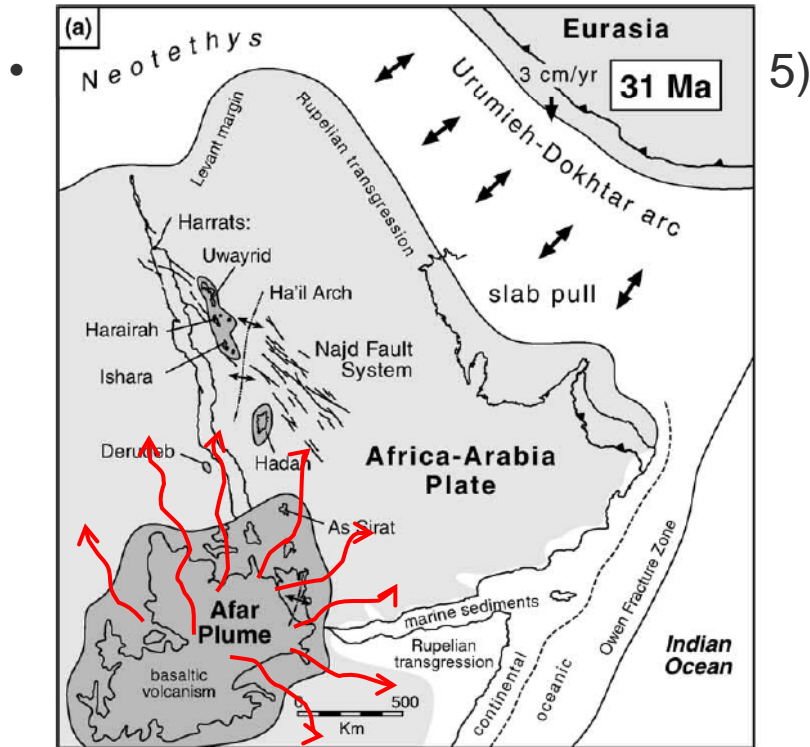 (a)
Neotethys
Eurasia
3 cm/yr
31 Ma
5)
Urumieh-Dokhtar arc
slab pull
Levant margin
Rupelian transgression
Harrats:
Uwayrid
Ha'il Arch
Harairah
Najd Fault
System
Ishara
Derudeb
Hadan
Africa-Arabia
Plate
As Sirat
Afar
Plume
basaltic
volcanism
marine sediments
Rupelian
transgression
continental
oceanic
Owen Fracture Zone
Indian
Ocean
0 500
Km